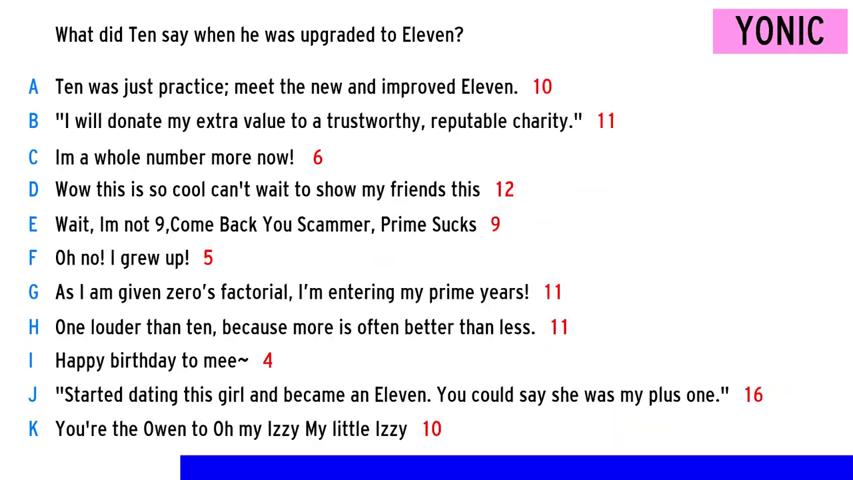 What did Ten say when he was upgraded to Eleven?
YONIC
A Ten was just practice; meet the new and improved Eleven. 10
B "I will donate my extra value to a trustworthy, reputable charity." 11
C Im a whole number more now! 6
D Wow this is so cool can't wait to show my friends this 12
E Wait, Im not 9,Come Back You Scammer, Prime Sucks 9
F Oh no! I grew up! 5
G As I am given zero’s factorial, I’m entering my prime years! 11
H One louder than ten, because more is often better than less. 11
I Happy birthday to mee~ 4
J "Started dating this girl and became an Eleven. You could say she was my plus one." 16
K You're the Owen to Oh my Izzy My little Izzy 10